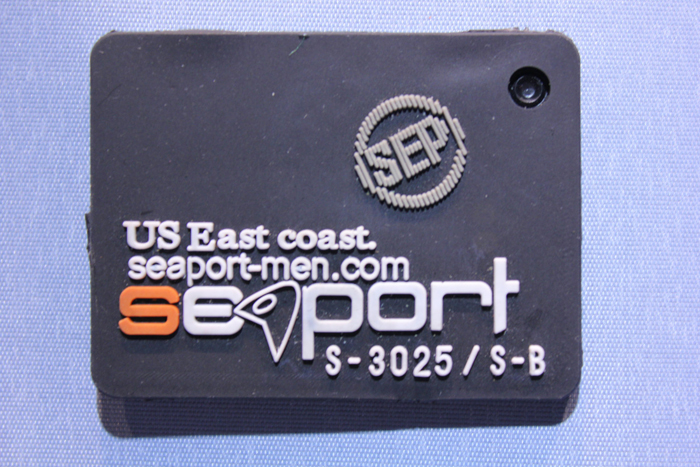 SEP
US East coast.
seaport-men.com
seaport
S-3025/S-B